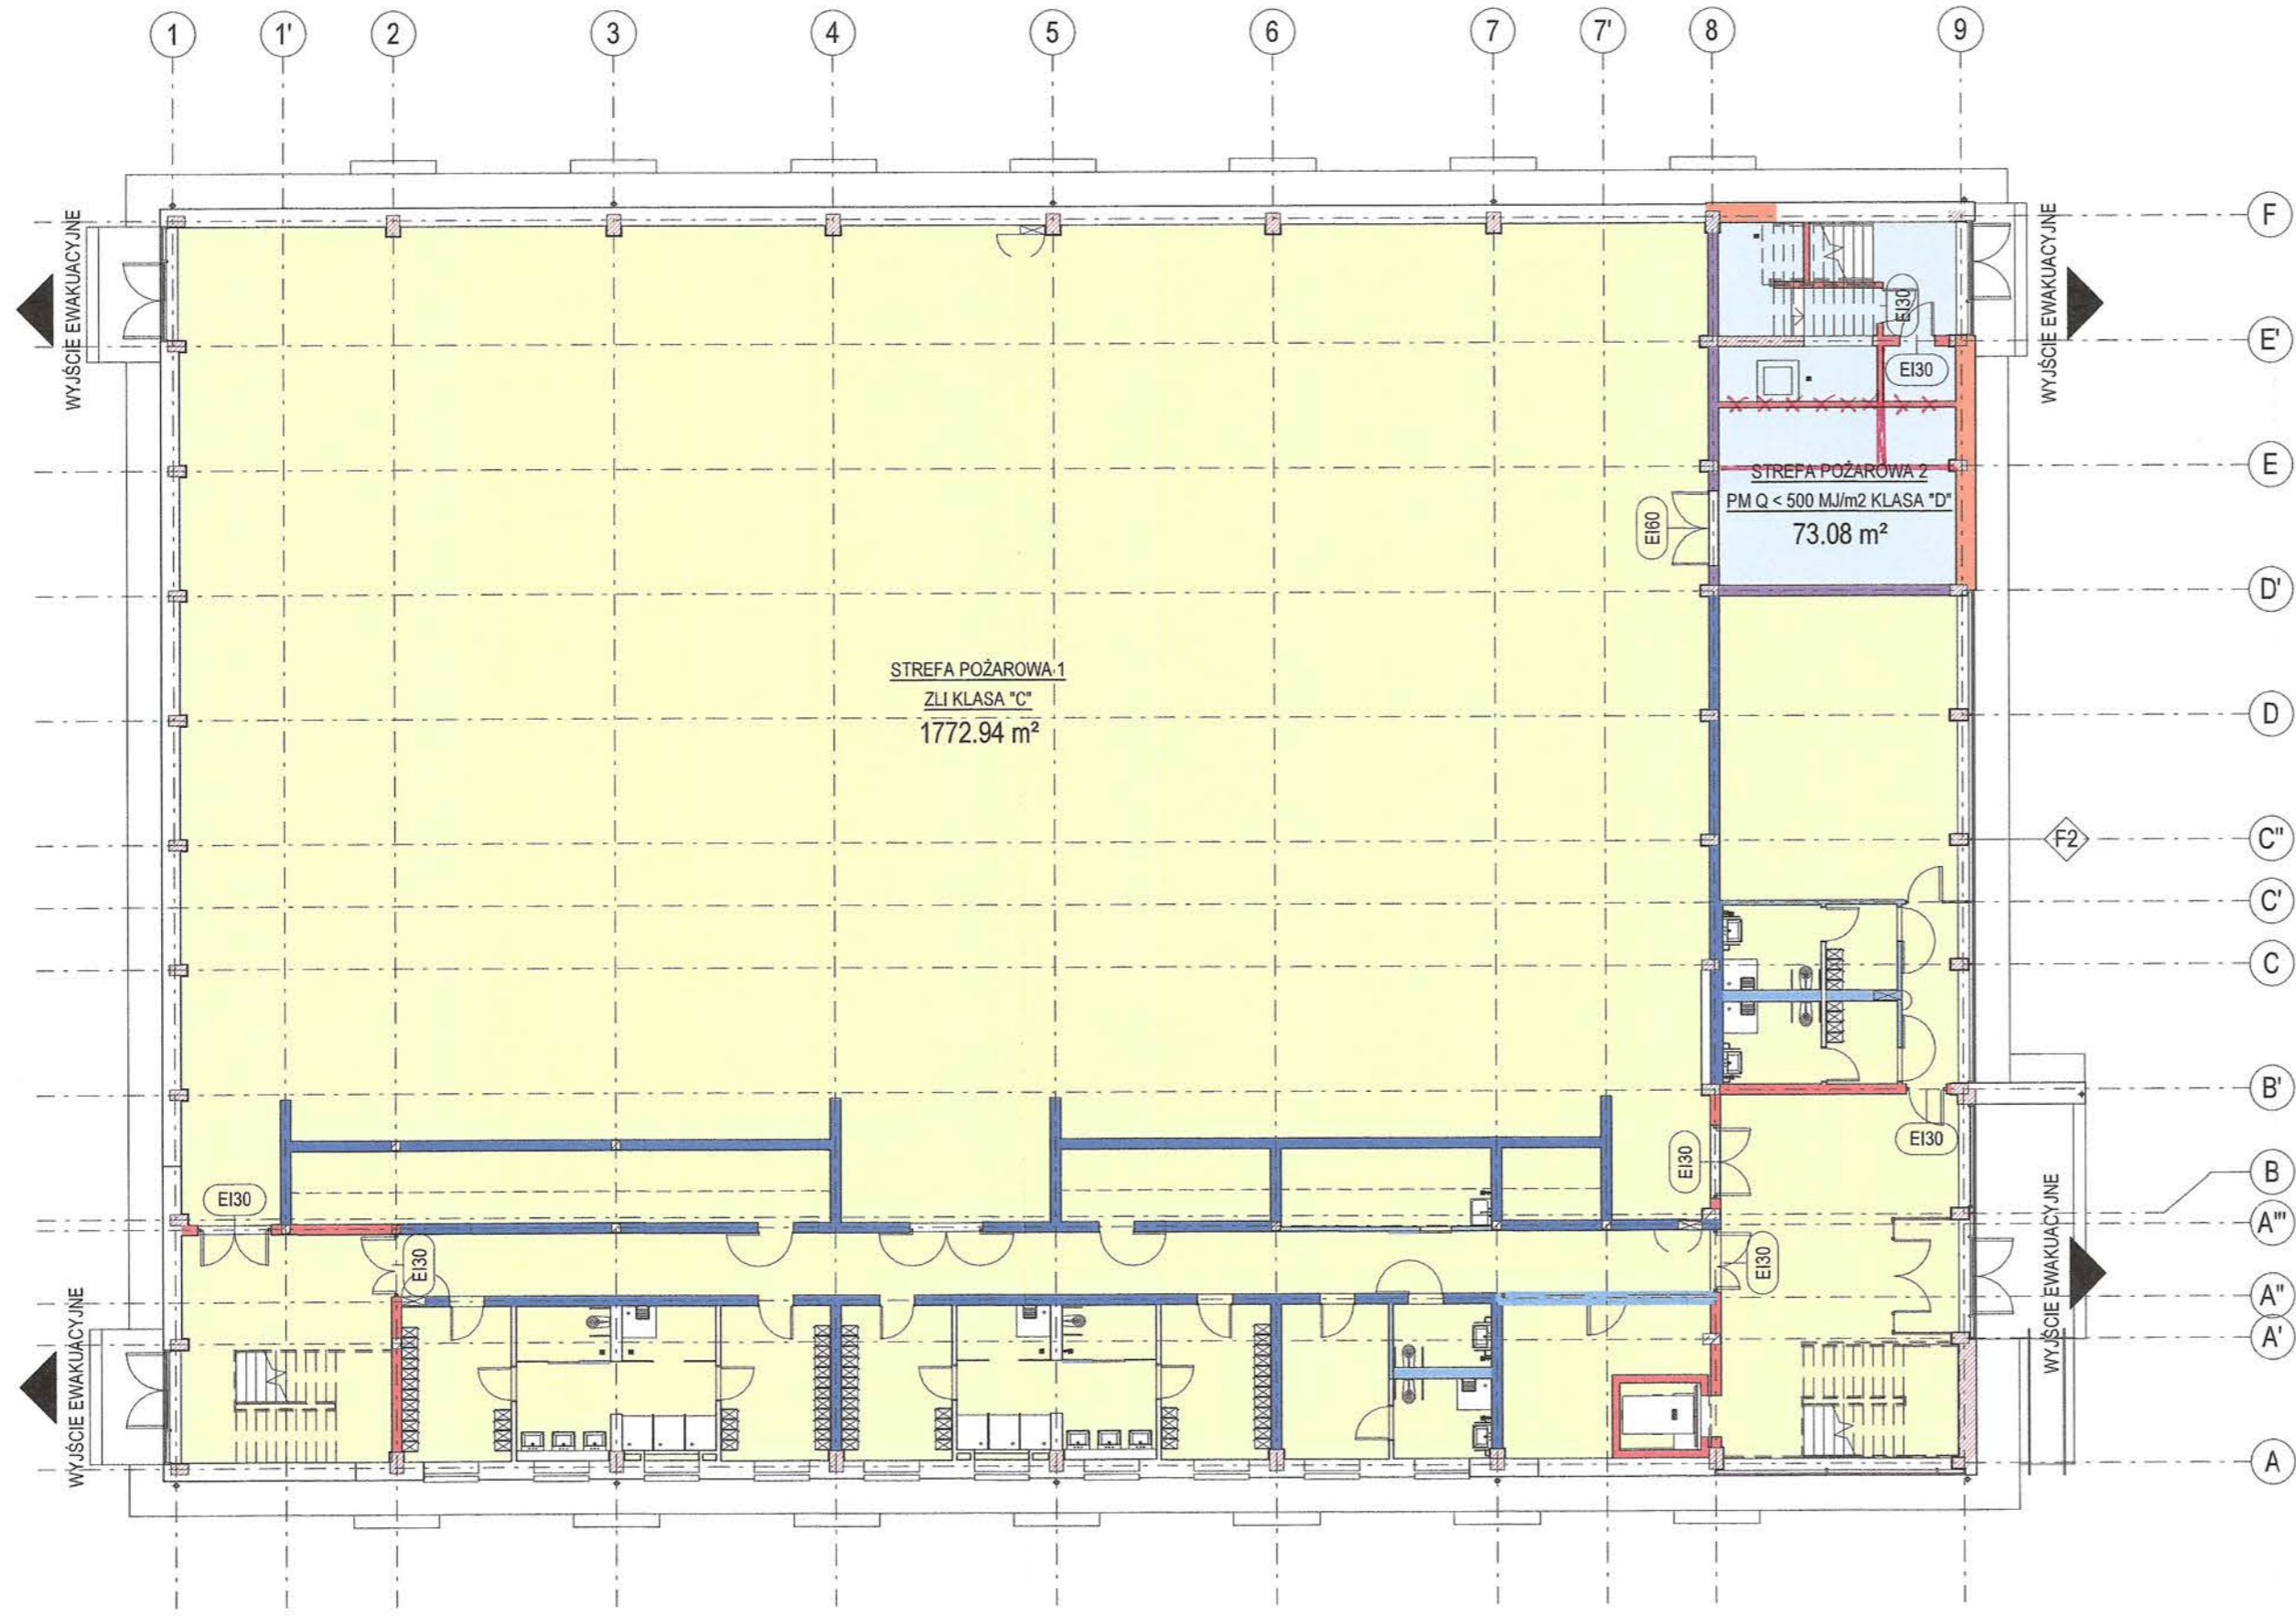 1 1' 2 3 4 5 6 7 7' 8 9
WYJŚCIE EWAKUACYJNE
WYJŚCIE EWAKUACYJNE
F
EI30
E'
EI30
E
STREFA POŻAROWA 2
PM Q < 500 MJ/m2 KLASA "D"
73.08 m²
EI60
D'
STREFA POŻAROWA 1
ZLI KLASA "C"
1772.94 m²
D
F2
C"
C'
C
B'
EI30
EI30
B
EI30
A'"
EI30
EI30
A"
A'
WYJŚCIE EWAKUACYJNE
WYJŚCIE EWAKUACYJNE
A